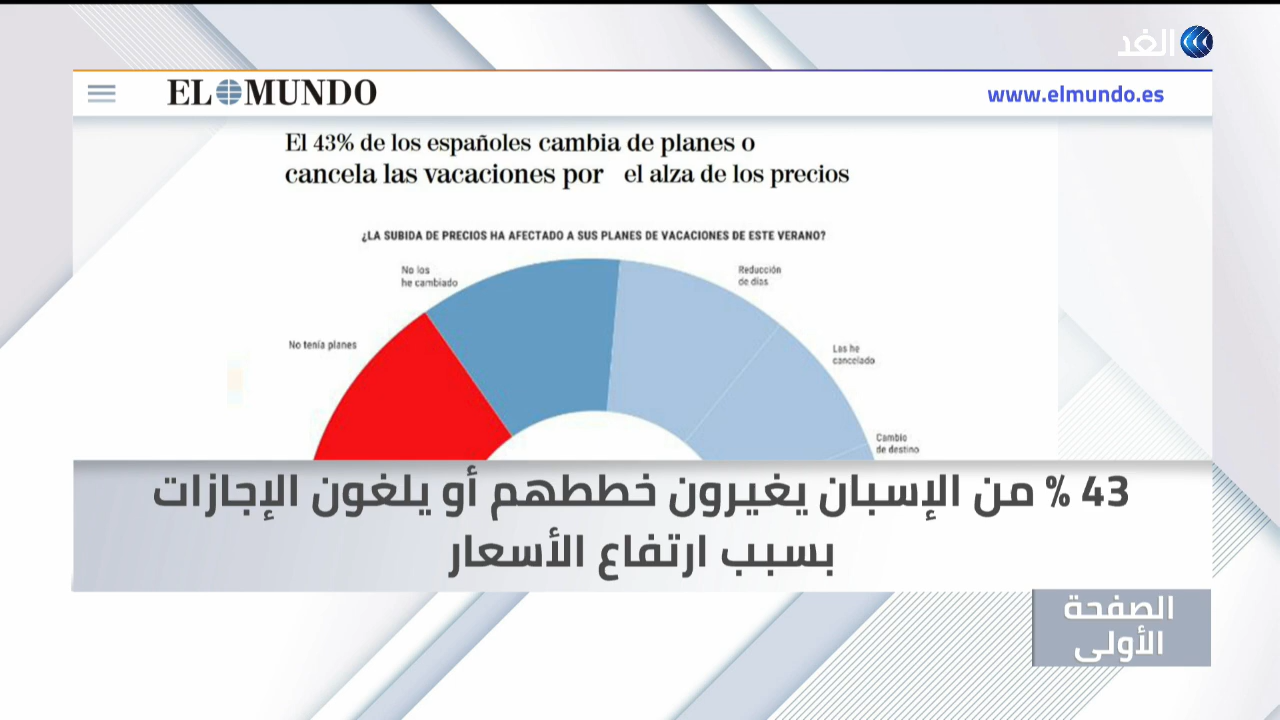 الغد
EL MUNDO
www.elmundo.es
El 43% de los españoles cambia de planes o
cancela las vacaciones por el alza de los precios
¿LA SUBIDA DE PRECIOS HA AFECTADO A SUS PLANES DE VACACIONES DE ESTE VERANO?
No los
he cambiado
Reducción
de días
No tenía planes
Las he
cancelado
Cambio
de destino
43 % من الإسبان يغيرون خططهم أو يلغون الإجازات
بسبب ارتفاع الأسعار
الصفحة
الأولى